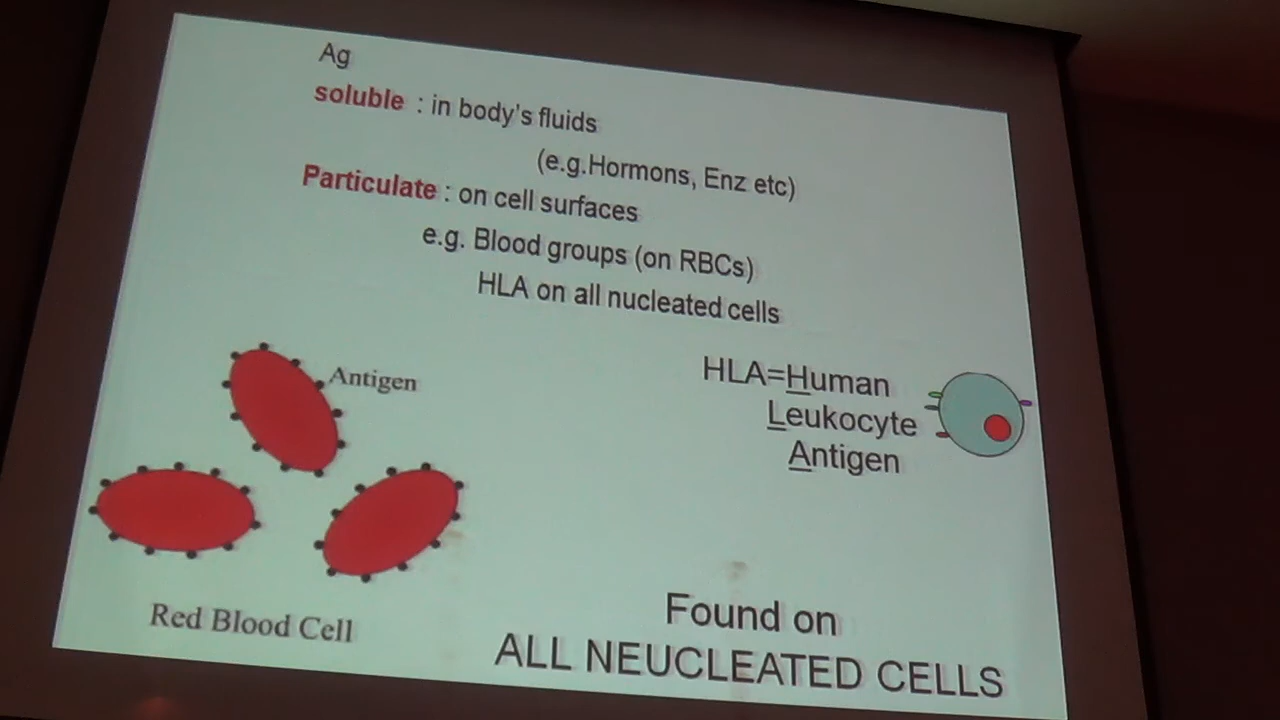 Ag
soluble : in body's fluids
(e.g.Hormons, Enz etc)
Particulate : on cell surfaces
e.g. Blood groups (on RBCs)
HLA on all nucleated cells
Antigen
HLA=Human
Leukocyte
Antigen
Red Blood Cell
Found on
ALL NEUCLEATED CELLS